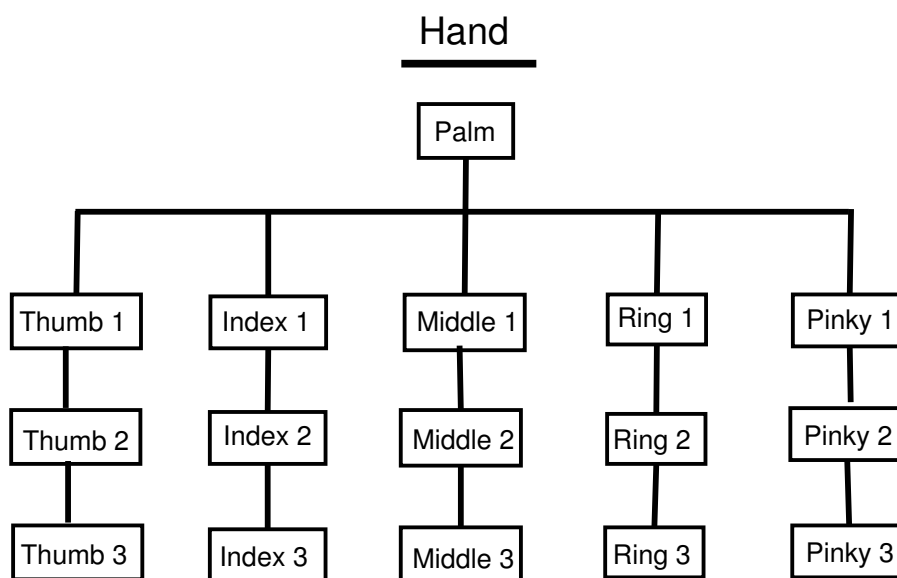 Hand
Palm
Thumb 1
Index 1
Middle 1
Ring 1
Pinky 1
Thumb 2
Index 2
Middle 2
Ring 2
Pinky 2
Thumb 3
Index 3
Middle 3
Ring 3
Pinky 3